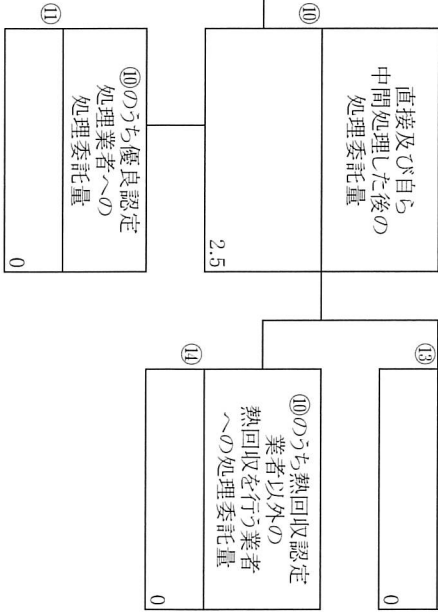 ⑩
直接及び自ら
中間処理した後の
処理委託量
2.5
⑪
⑩のうち優良認定
処理業者への
処理委託量
0
⑬
0
⑭
⑩のうち熱回収認定
業者以外の
熱回収を行う業者
への処理委託量
0